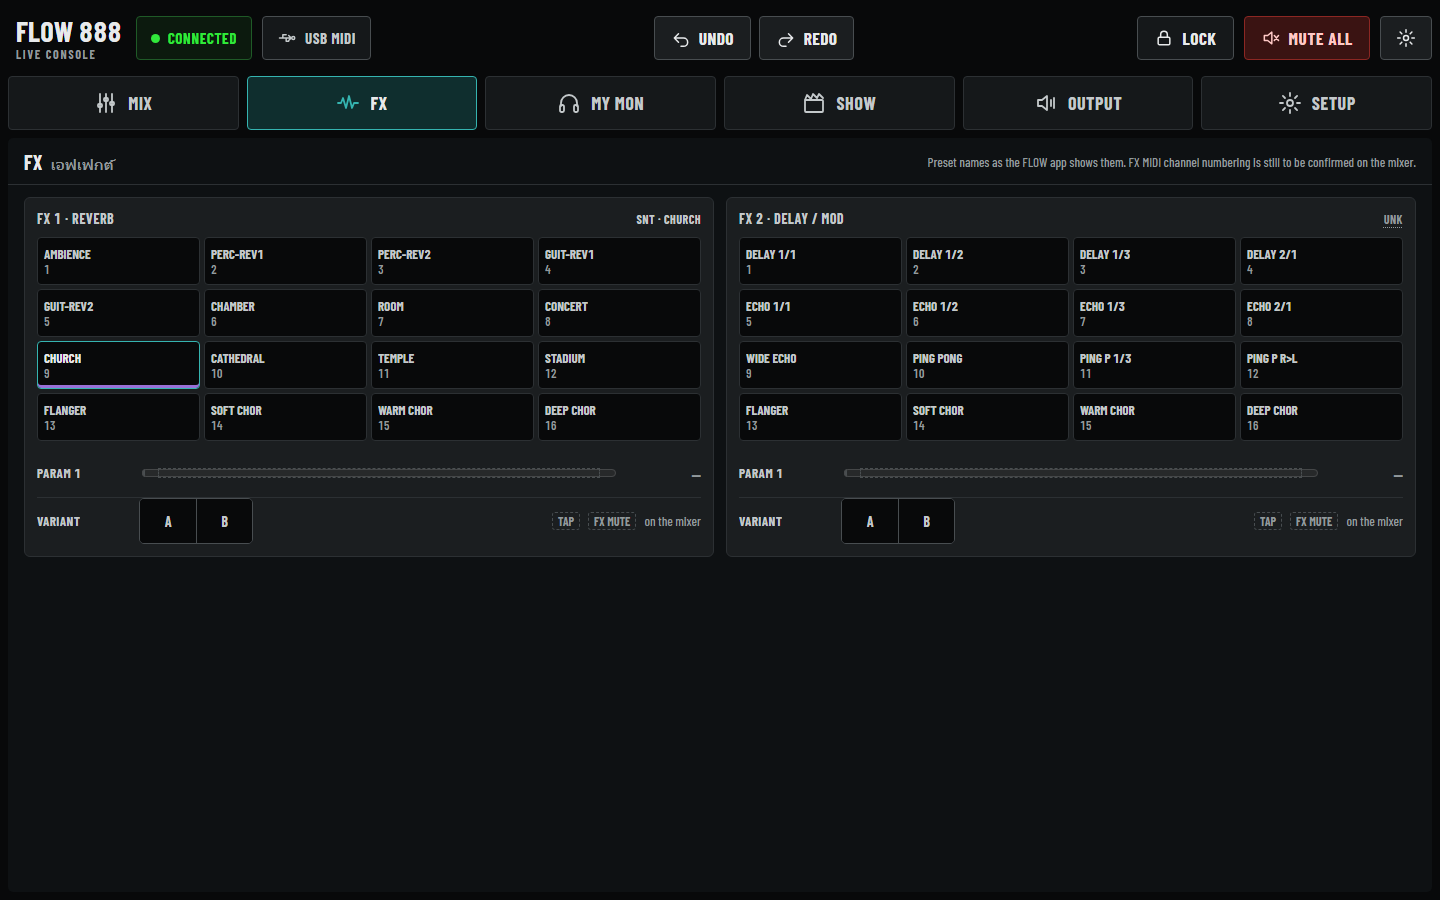 FLOW 888
LIVE CONSOLE
CONNECTED
USB MIDI
UNDO
REDO
LOCK
MUTE ALL
MIX
FX
MY MON
SHOW
OUTPUT
SETUP
FX เอฟเฟกต์
Preset names as the FLOW app shows them. FX MIDI channel numbering is still to be confirmed on the mixer.
FX 1 · REVERB
SNT · CHURCH
AMBIENCE
1
PERC-REV1
2
PERC-REV2
3
GUIT-REV1
4
GUIT-REV2
5
CHAMBER
6
ROOM
7
CONCERT
8
CHURCH
9
CATHEDRAL
10
TEMPLE
11
STADIUM
12
FLANGER
13
SOFT CHOR
14
WARM CHOR
15
DEEP CHOR
16
PARAM 1
—
VARIANT
A
B
TAP
FX MUTE
on the mixer
FX 2 · DELAY / MOD
UNK
DELAY 1/1
1
DELAY 1/2
2
DELAY 1/3
3
DELAY 2/1
4
ECHO 1/1
5
ECHO 1/2
6
ECHO 1/3
7
ECHO 2/1
8
WIDE ECHO
9
PING PONG
10
PING P 1/3
11
PING P R>L
12
FLANGER
13
SOFT CHOR
14
WARM CHOR
15
DEEP CHOR
16
PARAM 1
—
VARIANT
A
B
TAP
FX MUTE
on the mixer